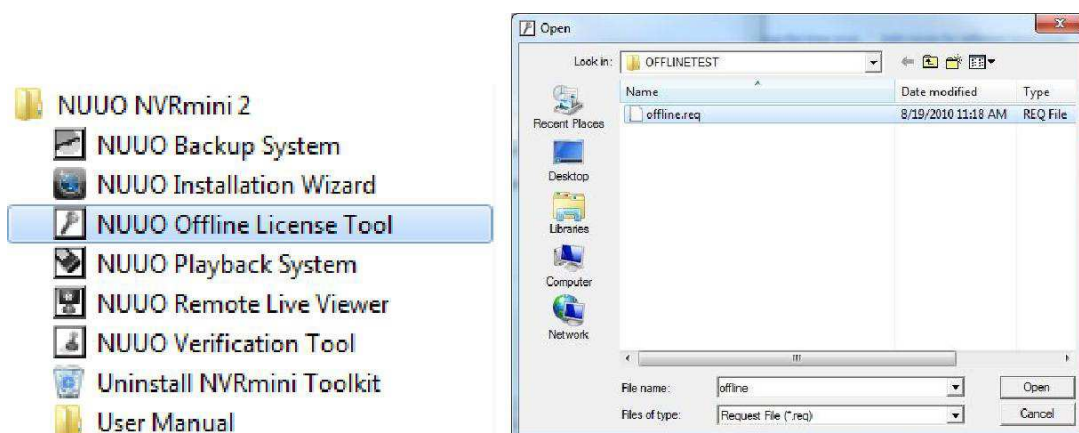 NUUO NVRmini 2
NUUO Backup System
NUUO Installation Wizard
NUUO Offline License Tool
NUUO Playback System
NUUO Remote Live Viewer
NUUO Verification Tool
Uninstall NVRmini Toolkit
User Manual
Open
Look in: OFFLINETEST
Name Date modified Type
offline.req 8/19/2010 11:18 AM REQ File
Recent Places
Desktop
Libraries
Computer
Network
File name: offline Open
Files of type: Request File (*.req) Cancel